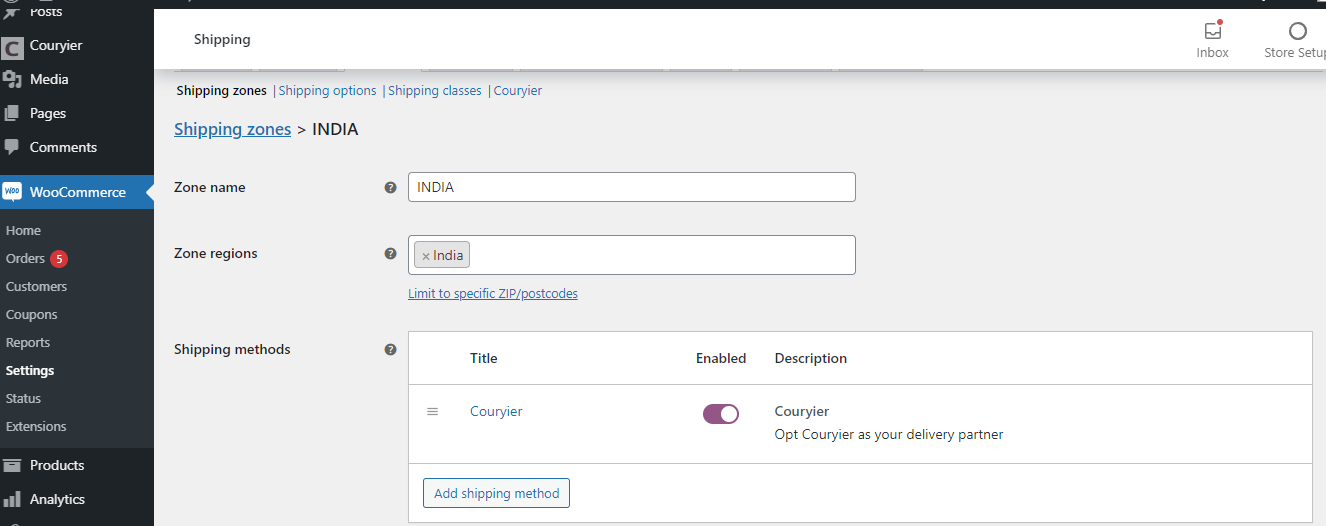 Posts
Couryier
Media
Pages
Comments
WooCommerce
Home
Orders 5
Customers
Coupons
Reports
Settings
Status
Extensions
Products
Analytics
Shipping
Inbox
Store Setup
Shipping zones | Shipping options | Shipping classes | Couryier
Shipping zones > INDIA
Zone name
INDIA
Zone regions
× India
Limit to specific ZIP/postcodes
Shipping methods
Title Enabled Description
Couryier Couryier
Opt Couryier as your delivery partner
Add shipping method